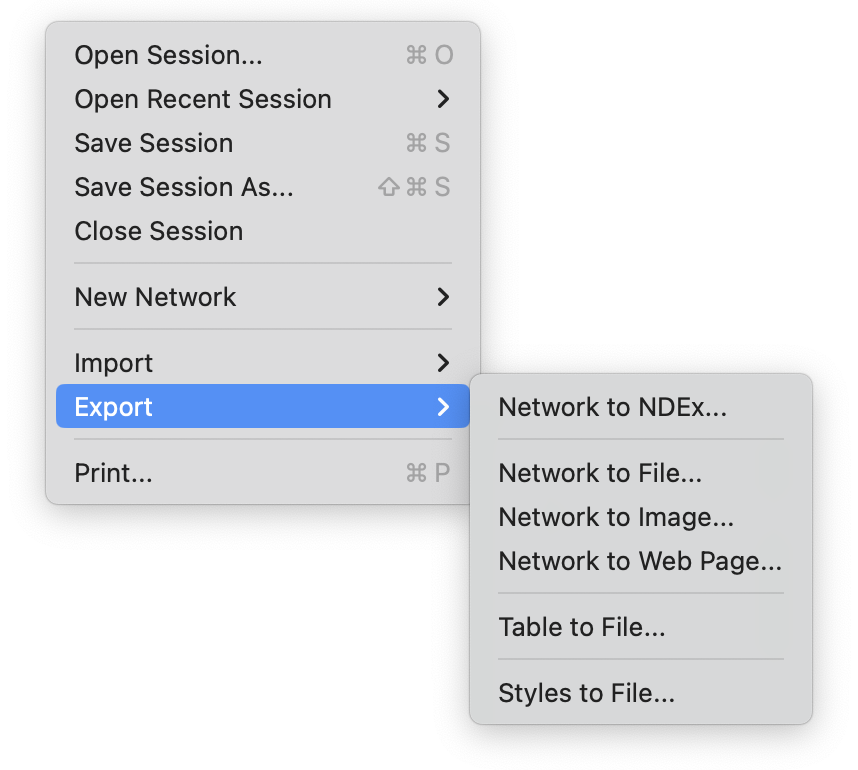 Open Session... ⌘ O
Open Recent Session
Save Session ⌘ S
Save Session As... ⇧ ⌘ S
Close Session
New Network
Import
Export
Print... ⌘ P
Network to NDEx...
Network to File...
Network to Image...
Network to Web Page...
Table to File...
Styles to File...